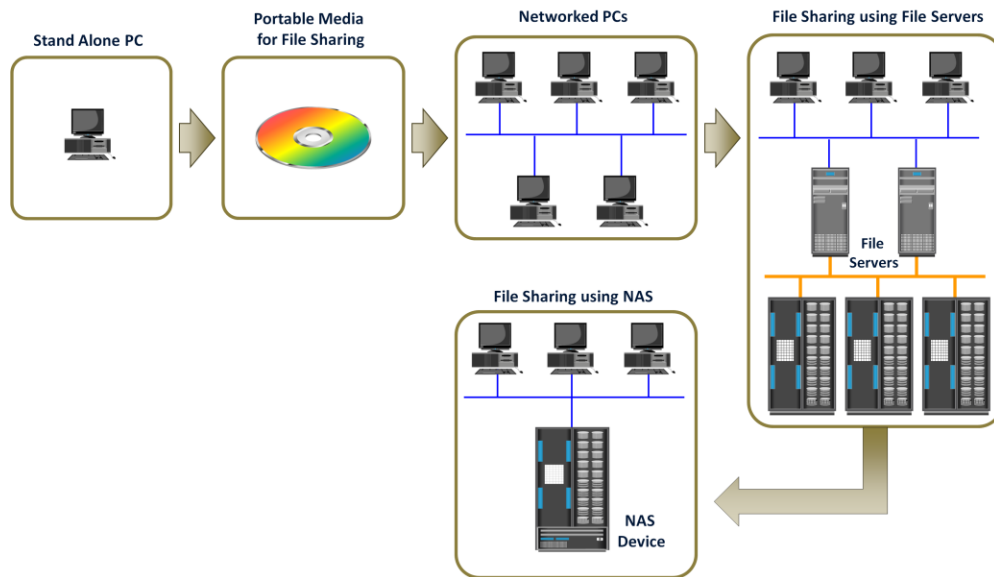 Stand Alone PC
Portable Media
for File Sharing
Networked PCs
File Sharing using File Servers
File
Servers
File Sharing using NAS
NAS
Device